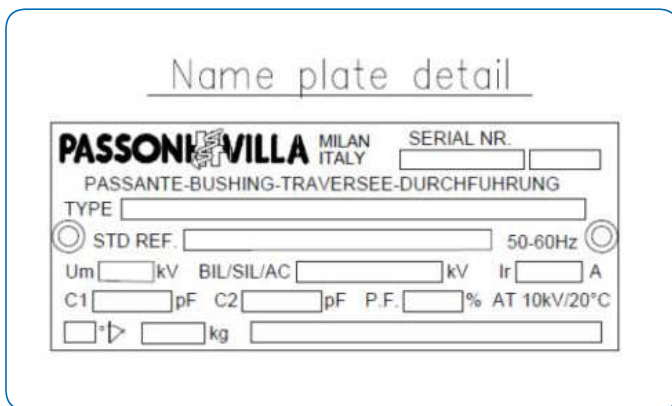 Name plate detail
PASSONI VILLA MILAN ITALY SERIAL NR.
PASSANTE-BUSHING-TRAVERSEE-DURCHFUHRUNG
TYPE
STD REF. 50-60Hz
Um kV BIL/SIL/AC kV Ir A
C1 pF C2 pF P.F. % AT 10kV/20°C
° kg